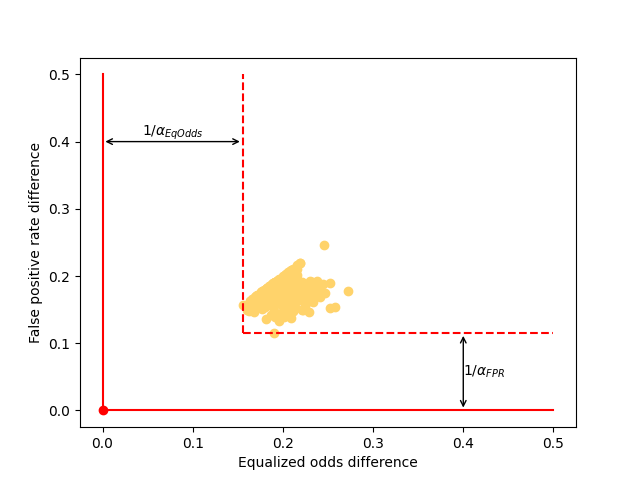 0.5
0.4
0.3
0.2
0.1
0.0
False positive rate difference
1/α_EqOdds
1/α_FPR
0.0 0.1 0.2 0.3 0.4 0.5
Equalized odds difference